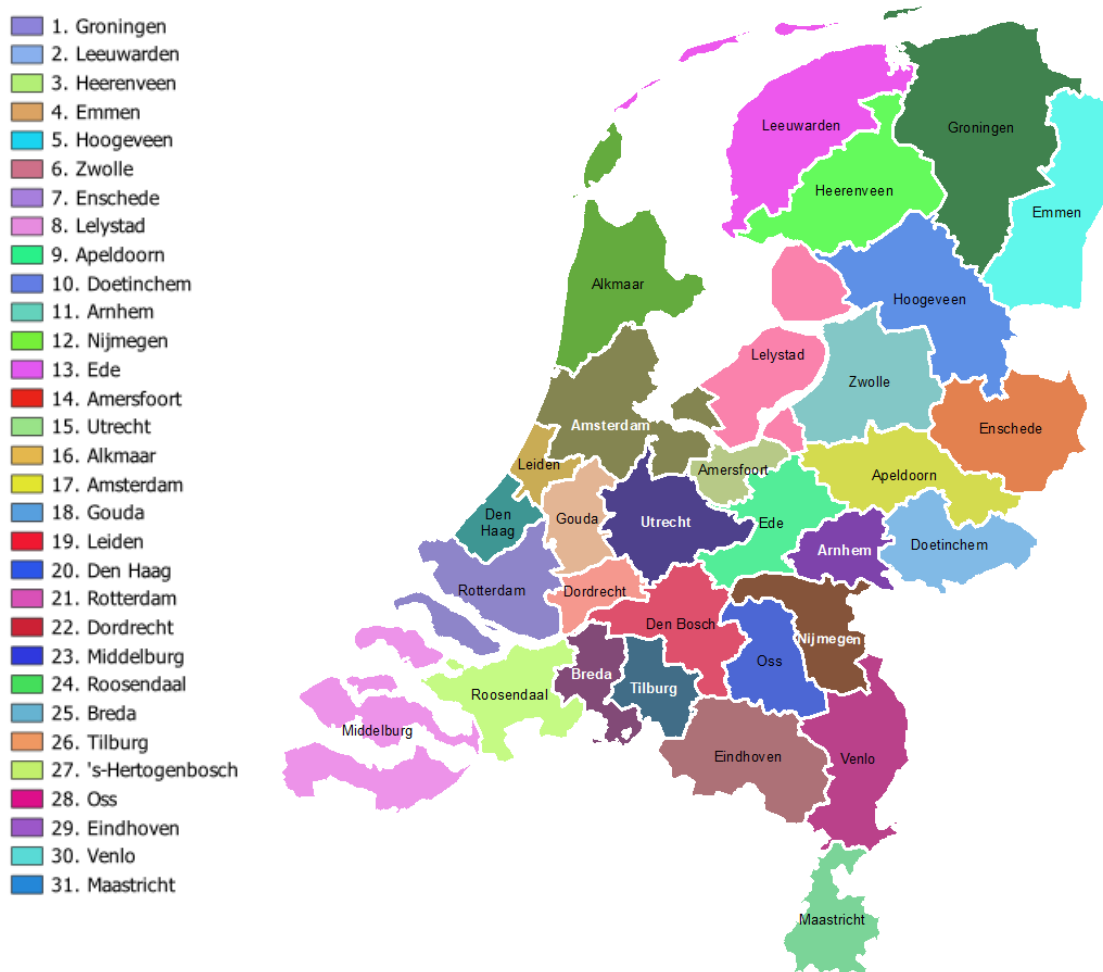 1. Groningen
2. Leeuwarden
3. Heerenveen
4. Emmen
5. Hoogeveen
6. Zwolle
7. Enschede
8. Lelystad
9. Apeldoorn
10. Doetinchem
11. Arnhem
12. Nijmegen
13. Ede
14. Amersfoort
15. Utrecht
16. Alkmaar
17. Amsterdam
18. Gouda
19. Leiden
20. Den Haag
21. Rotterdam
22. Dordrecht
23. Middelburg
24. Roosendaal
25. Breda
26. Tilburg
27. 's-Hertogenbosch
28. Oss
29. Eindhoven
30. Venlo
31. Maastricht
Leeuwarden
Groningen
Heerenveen
Emmen
Alkmaar
Hoogeveen
Lelystad
Zwolle
Amsterdam
Enschede
Leiden
Amersfoort
Apeldoorn
Den
Haag
Gouda
Utrecht
Ede
Arnhem
Doetinchem
Rotterdam
Dordrecht
Den Bosch
Nijmegen
Oss
Breda
Tilburg
Roosendaal
Middelburg
Eindhoven
Venlo
Maastricht